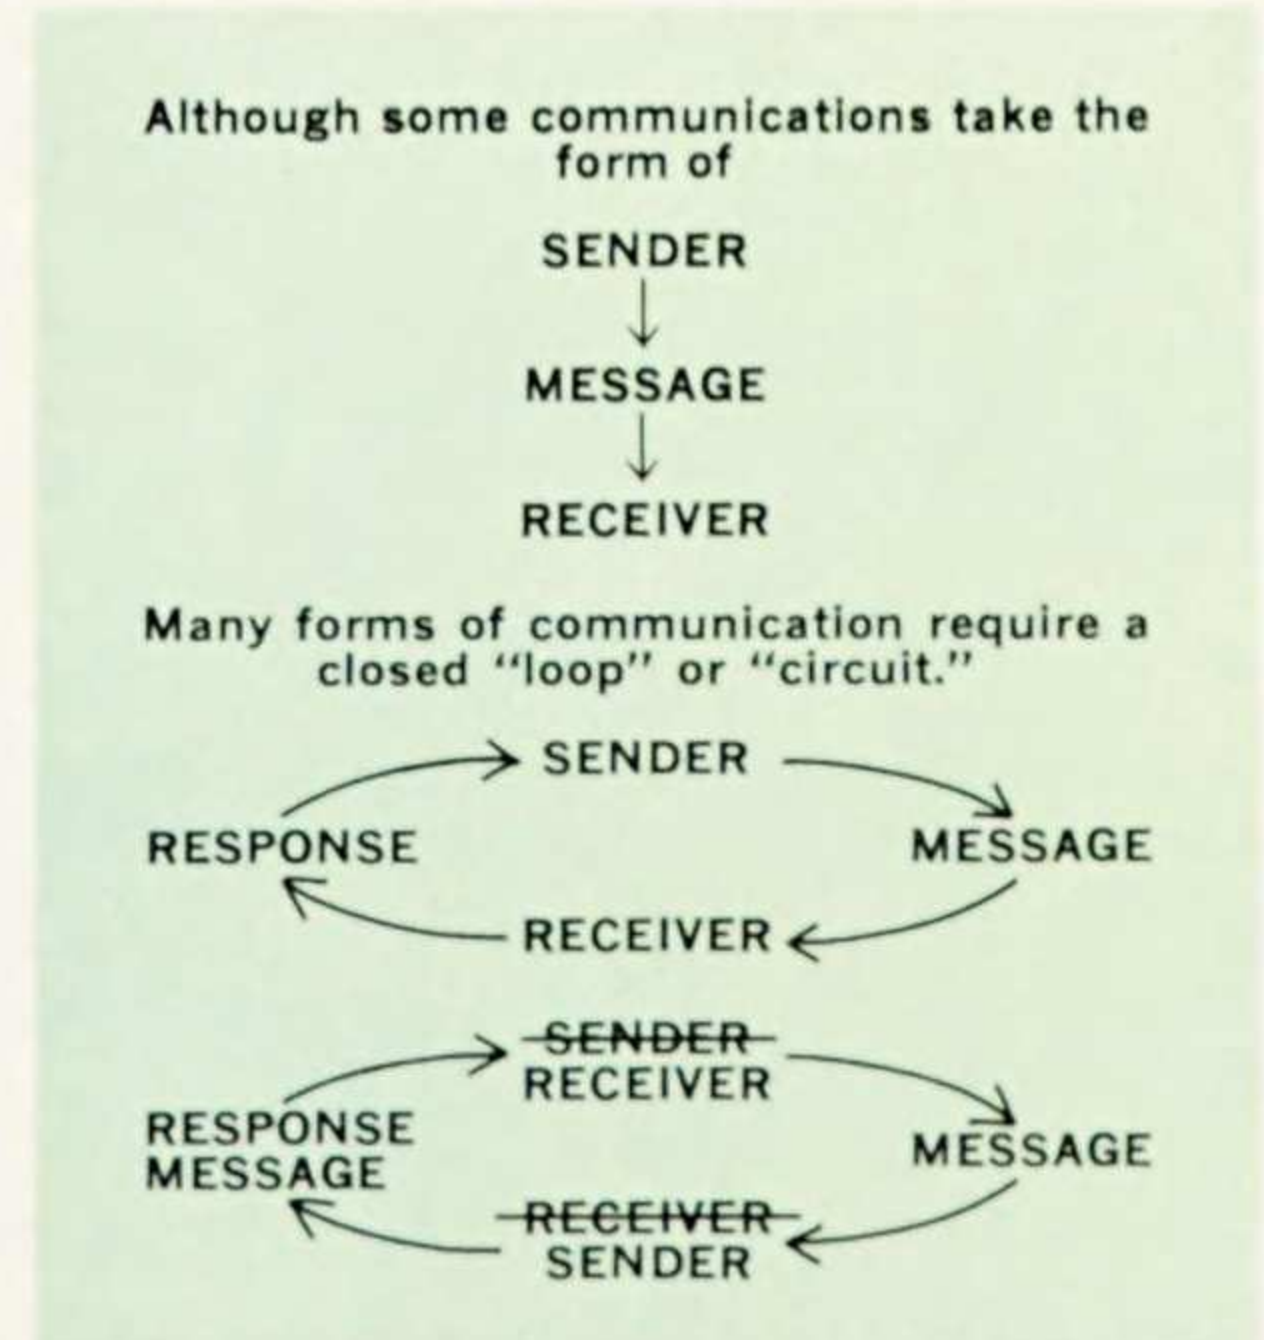 Although some communications take the
form of
SENDER
MESSAGE
RECEIVER
Many forms of communication require a
closed “loop” or “circuit.”
SENDER
RESPONSE
MESSAGE
RECEIVER
SENDER
RECEIVER
RESPONSE
MESSAGE
MESSAGE
RECEIVER
SENDER